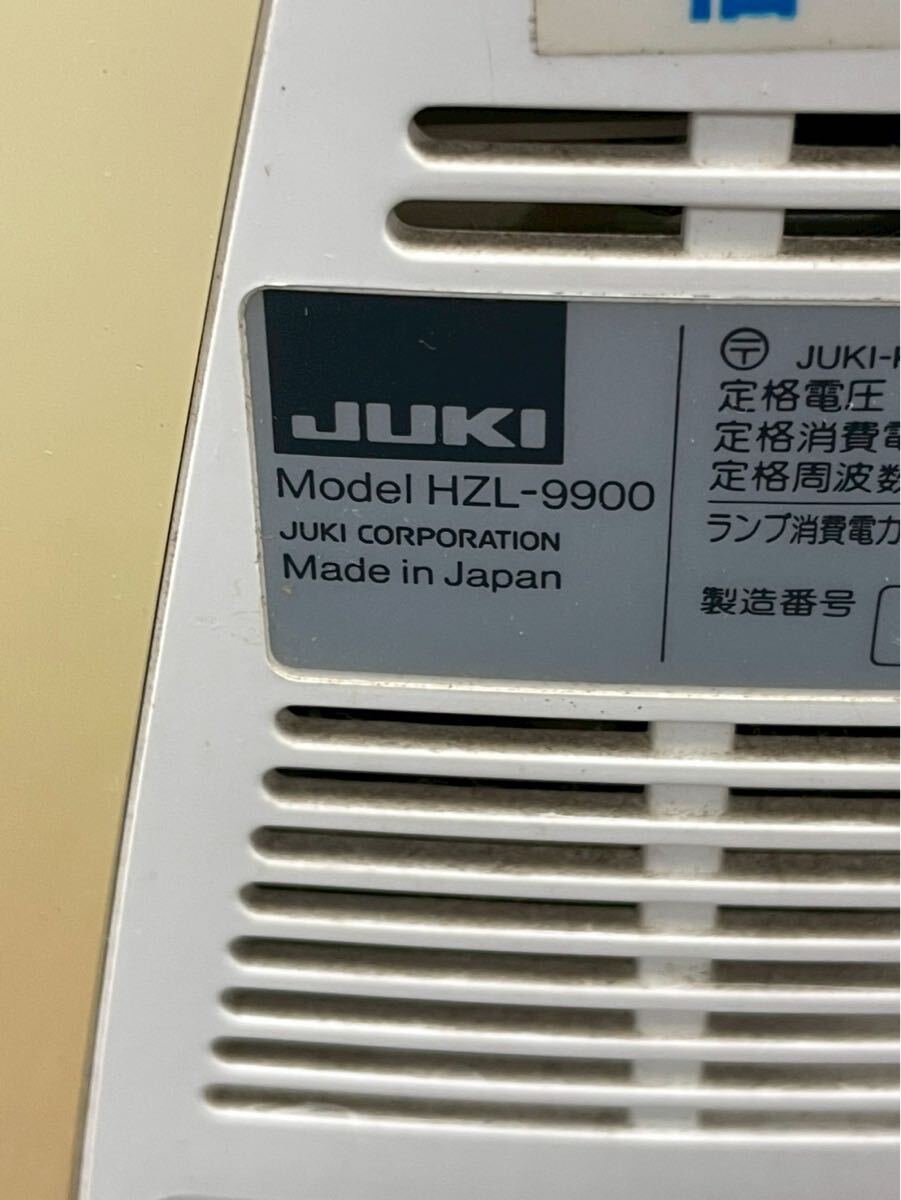 JUKI
Model HZL-9900
JUKI CORPORATION
Made in Japan
〶 JUKI-
定格電圧
定格消費電
定格周波数
ランプ消費電力
製造番号